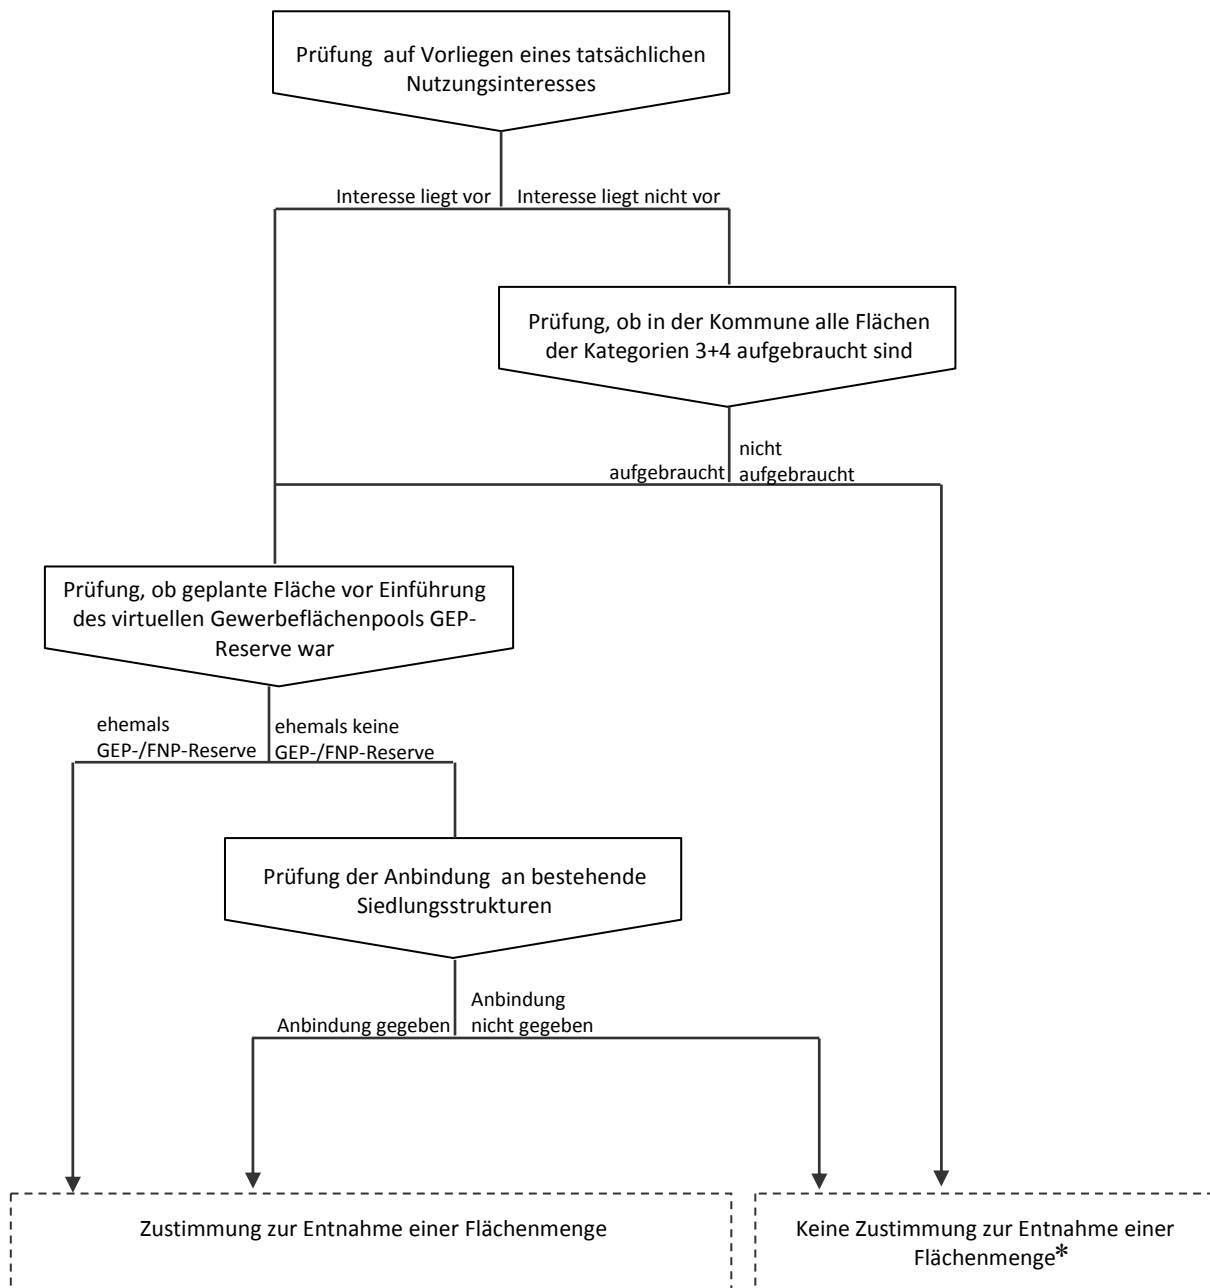 Prüfung auf Vorliegen eines tatsächlichen
Nutzungsinteresses
Interesse liegt vor
Interesse liegt nicht vor
Prüfung, ob in der Kommune alle Flächen
der Kategorien 3+4 aufgebraucht sind
aufgebraucht
nicht
aufgebraucht
Prüfung, ob geplante Fläche vor Einführung
des virtuellen Gewerbeflächenpools GEP-
Reserve war
ehemals
GEP-/FNP-Reserve
ehemals keine
GEP-/FNP-Reserve
Prüfung der Anbindung an bestehende
Siedlungsstrukturen
Anbindung gegeben
Anbindung
nicht gegeben
Zustimmung zur Entnahme einer Flächenmenge
Keine Zustimmung zur Entnahme einer
Flächenmenge*